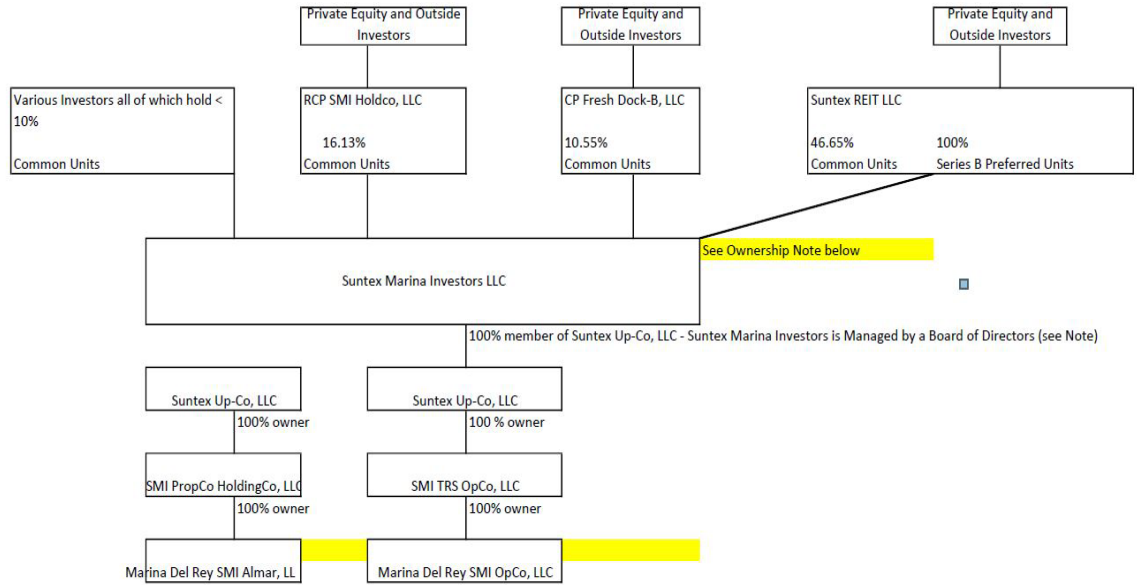 Private Equity and Outside
Investors
Private Equity and
Outside Investors
Private Equity and
Outside Investors
Various Investors all of which hold <
10%
Common Units
RCP SMI Holdco, LLC
16.13%
Common Units
CP Fresh Dock-B, LLC
10.55%
Common Units
Suntex REIT LLC
46.65% 100%
Common Units Series B Preferred Units
See Ownership Note below
Suntex Marina Investors LLC
100% member of Suntex Up-Co, LLC - Suntex Marina Investors is Managed by a Board of Directors (see Note)
Suntex Up-Co, LLC
Suntex Up-Co, LLC
100% owner
100 % owner
SMI PropCo HoldingCo, LLC
SMI TRS OpCo, LLC
100% owner
100% owner
Marina Del Rey SMI Almar, LL
Marina Del Rey SMI OpCo, LLC